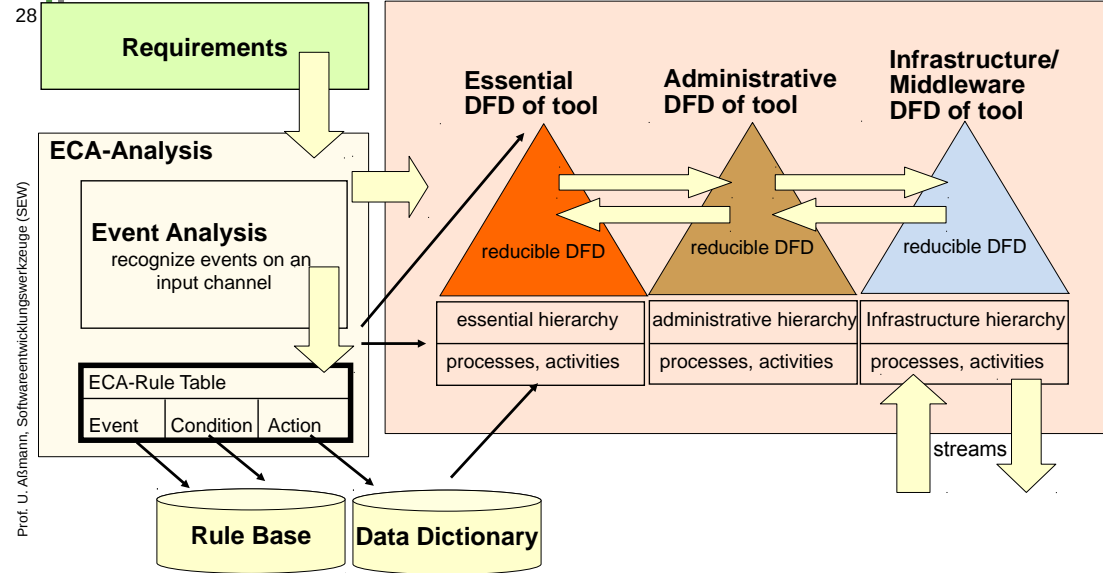 28
Requirements
ECA-Analysis
Event Analysis
recognize events on an
input channel
ECA-Rule Table
Event Condition Action
Rule Base
Data Dictionary
Essential
DFD of tool
Administrative
DFD of tool
Infrastructure/
Middleware
DFD of tool
reducible DFD
reducible DFD
reducible DFD
essential hierarchy
administrative hierarchy
Infrastructure hierarchy
processes, activities
processes, activities
processes, activities
streams
Prof. U. Aßmann, Softwareentwicklungswerkzeuge (SEW)